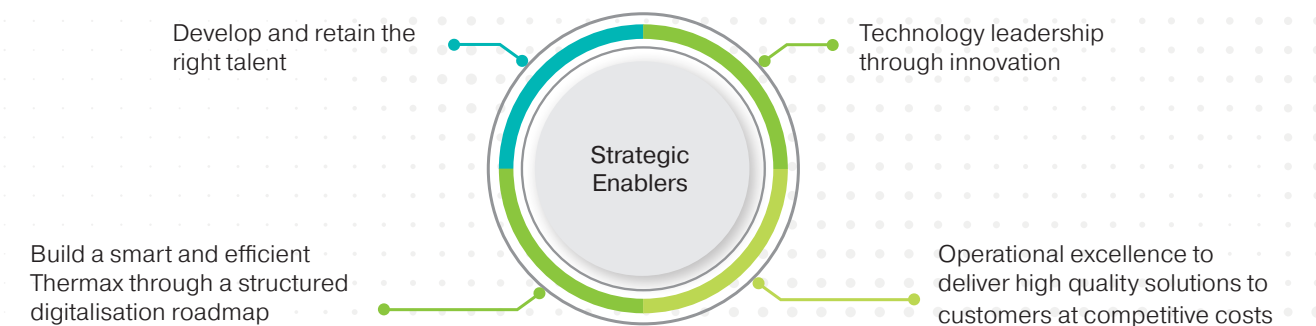 Develop and retain the
right talent
Technology leadership
through innovation
Strategic
Enablers
Build a smart and efficient
Thermax through a structured
digitalisation roadmap
Operational excellence to
deliver high quality solutions to
customers at competitive costs